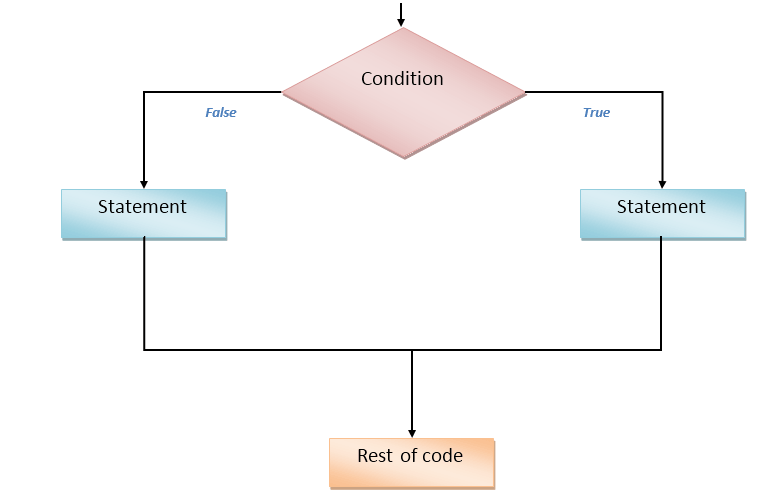 Condition
False
True
Statement
Statement
Rest of code